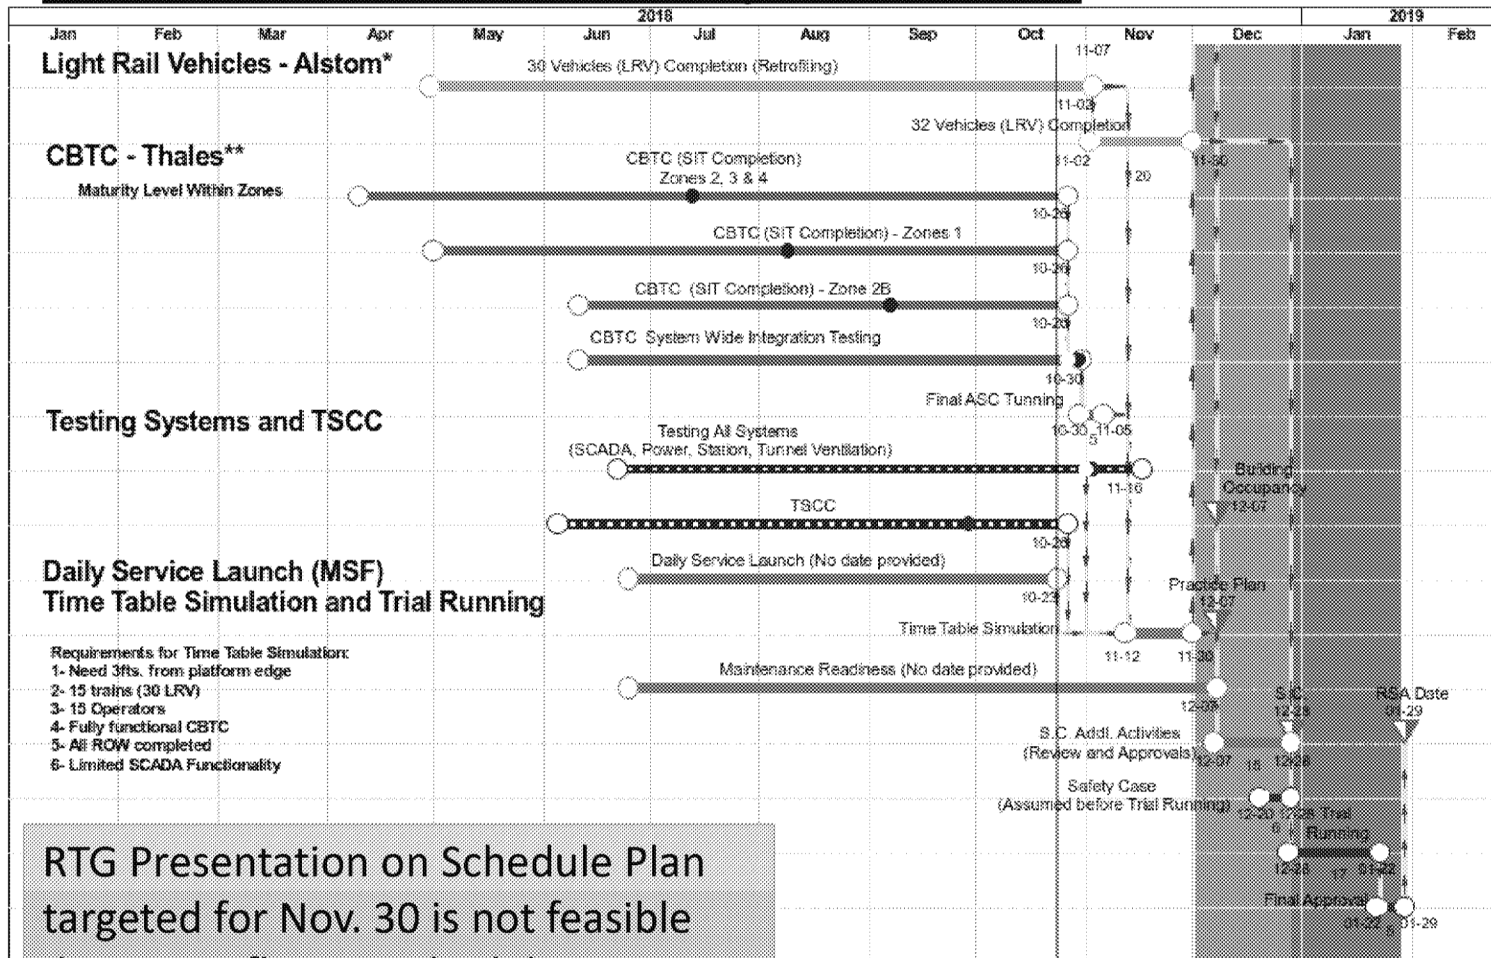 2018
2019
Jan Feb Mar Apr May Jun Jul Aug Sep Oct Nov Dec Jan Feb
11-07
Light Rail Vehicles - Alstom*
30 Vehicles (LRV) Completion (Retrofiting)
11-02
32 Vehicles (LRV) Completion
11-02
11-30
CBTC - Thales**
CBTC (SIT Completion)
Zones 2, 3 & 4
20
Maturity Level Within Zones
10-26
CBTC (SIT Completion) - Zones 1
10-26
CBTC (SIT Completion) - Zone 2B
10-26
CBTC System Wide Integration Testing
10-30
Final ASC Tunning
10-30
5
11-05
Testing Systems and TSCC
Testing All Systems
(SCADA, Power, Station, Tunnel Ventilation)
11-16
Building
Occupancy
12-07
TSCC
10-26
Daily Service Launch (MSF)
Time Table Simulation and Trial Running
Daily Service Launch (No date provided)
10-23
Practice Plan
12-07
Time Table Simulation
11-12
11-30
Requirements for Time Table Simulation:
1- Need 3fts. from platform edge
2- 15 trains (30 LRV)
3- 15 Operators
4- Fully functional CBTC
5- All ROW completed
6- Limited SCADA Functionality
Maintenance Readiness (No date provided)
12-07
S.C.
12-28
RSA Date
01-29
S.C. Addl. Activities
(Review and Approvals)
12-07
15
12-28
Safety Case
(Assumed before Trial Running)
12-20
6
12-28
Trial
Running
12-28
17
01-22
Final Approval
01-22
5
01-29
RTG Presentation on Schedule Plan
targeted for Nov. 30 is not feasible